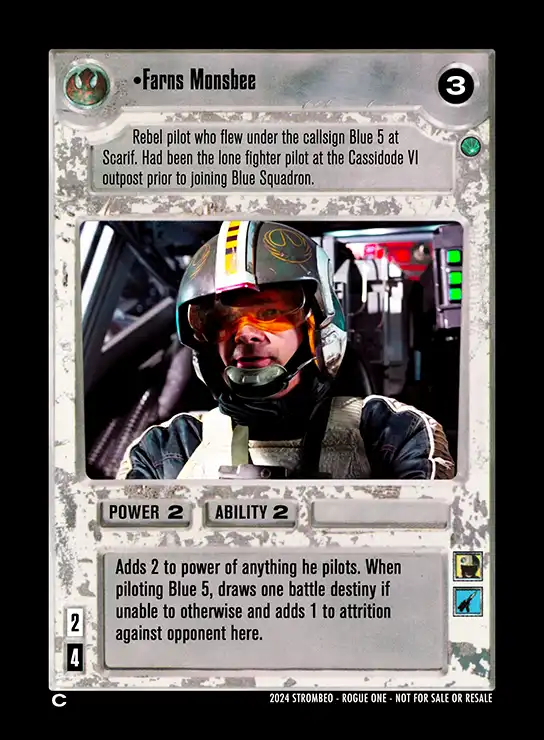 •Farns Monsbee
3
Rebel pilot who flew under the callsign Blue 5 at
Scarif. Had been the lone fighter pilot at the Cassidode VI
outpost prior to joining Blue Squadron.
POWER 2
ABILITY 2
Adds 2 to power of anything he pilots. When
piloting Blue 5, draws one battle destiny if
unable to otherwise and adds 1 to attrition
against opponent here.
2
4
C
2024 STROMBEO - ROGUE ONE - NOT FOR SALE OR RESALE